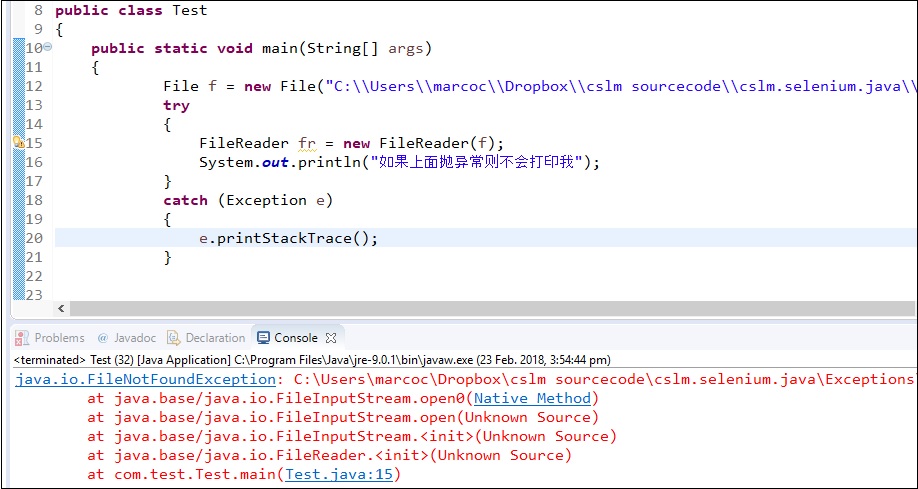 8 public class Test
9 {
10 public static void main(String[] args)
11 {
12 File f = new File("C:\\Users\\marcoc\\Dropbox\\cslm sourcecode\\cslm.selenium.java\\
13 try
14 {
15 FileReader fr = new FileReader(f);
16 System.out.println("如果上面抛异常则不会打印我");
17 }
18 catch (Exception e)
19 {
20 e.printStackTrace();
21 }
22
23
Problems @ Javadoc Declaration Console
<terminated> Test (32) [Java Application] C:\Program Files\Java\jre-9.0.1\bin\javaw.exe (23 Feb. 2018, 3:54:44 pm)
java.io.FileNotFoundException: C:\Users\marcoc\Dropbox\cslm sourcecode\cslm.selenium.java\Exceptions
at java.base/java.io.FileInputStream.open0(Native Method)
at java.base/java.io.FileInputStream.open(Unknown Source)
at java.base/java.io.FileInputStream.<init>(Unknown Source)
at java.base/java.io.FileReader.<init>(Unknown Source)
at com.test.Test.main(Test.java:15)